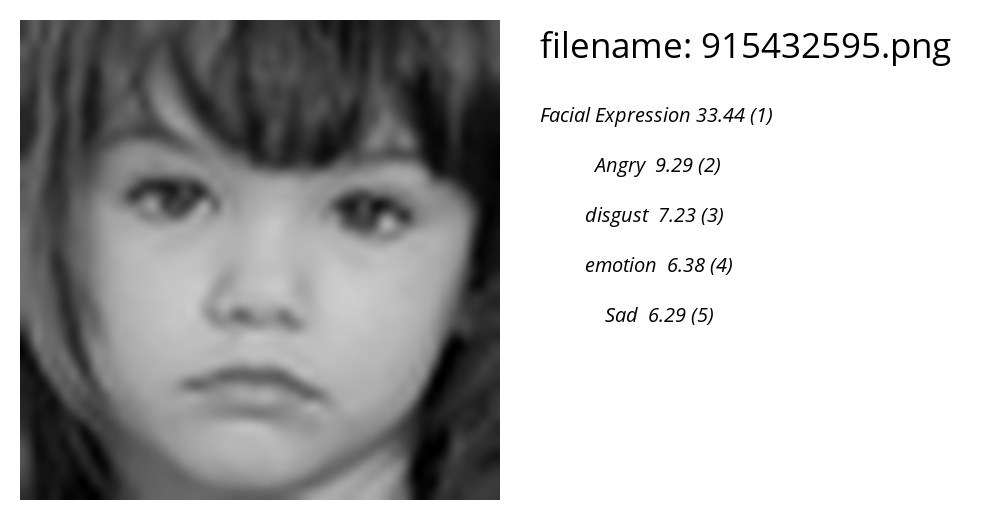 filename: 915432595.png
Facial Expression 33.44 (1)
Angry 9.29 (2)
disgust 7.23 (3)
emotion 6.38 (4)
Sad 6.29 (5)